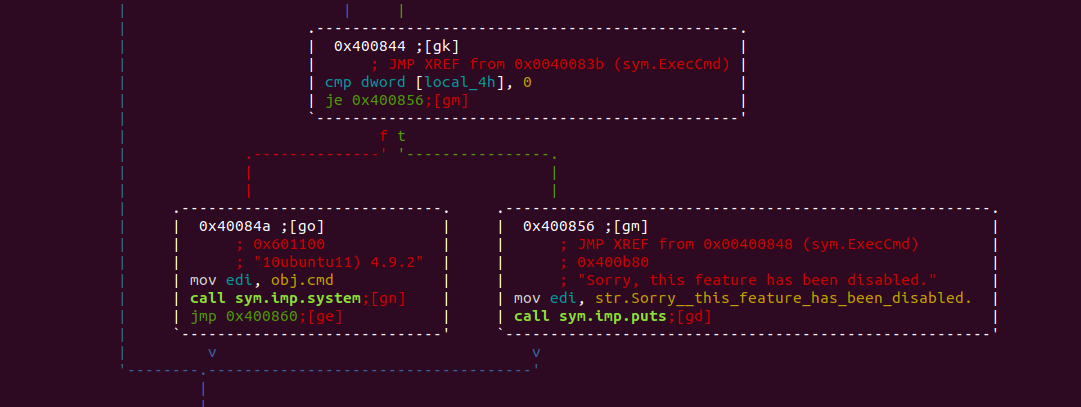 0x400844 ;[gk]
; JMP XREF from 0x0040083b (sym.ExecCmd)
cmp dword [local_4h], 0
je 0x400856;[gm]
f t
0x40084a ;[go]
; 0x601100
; "10ubuntu11) 4.9.2"
mov edi, obj.cmd
call sym.imp.system;[gn]
jmp 0x400860;[ge]
v
0x400856 ;[gm]
; JMP XREF from 0x00400848 (sym.ExecCmd)
; 0x400b80
; "Sorry, this feature has been disabled."
mov edi, str.Sorry__this_feature_has_been_disabled.
call sym.imp.puts;[gd]
v